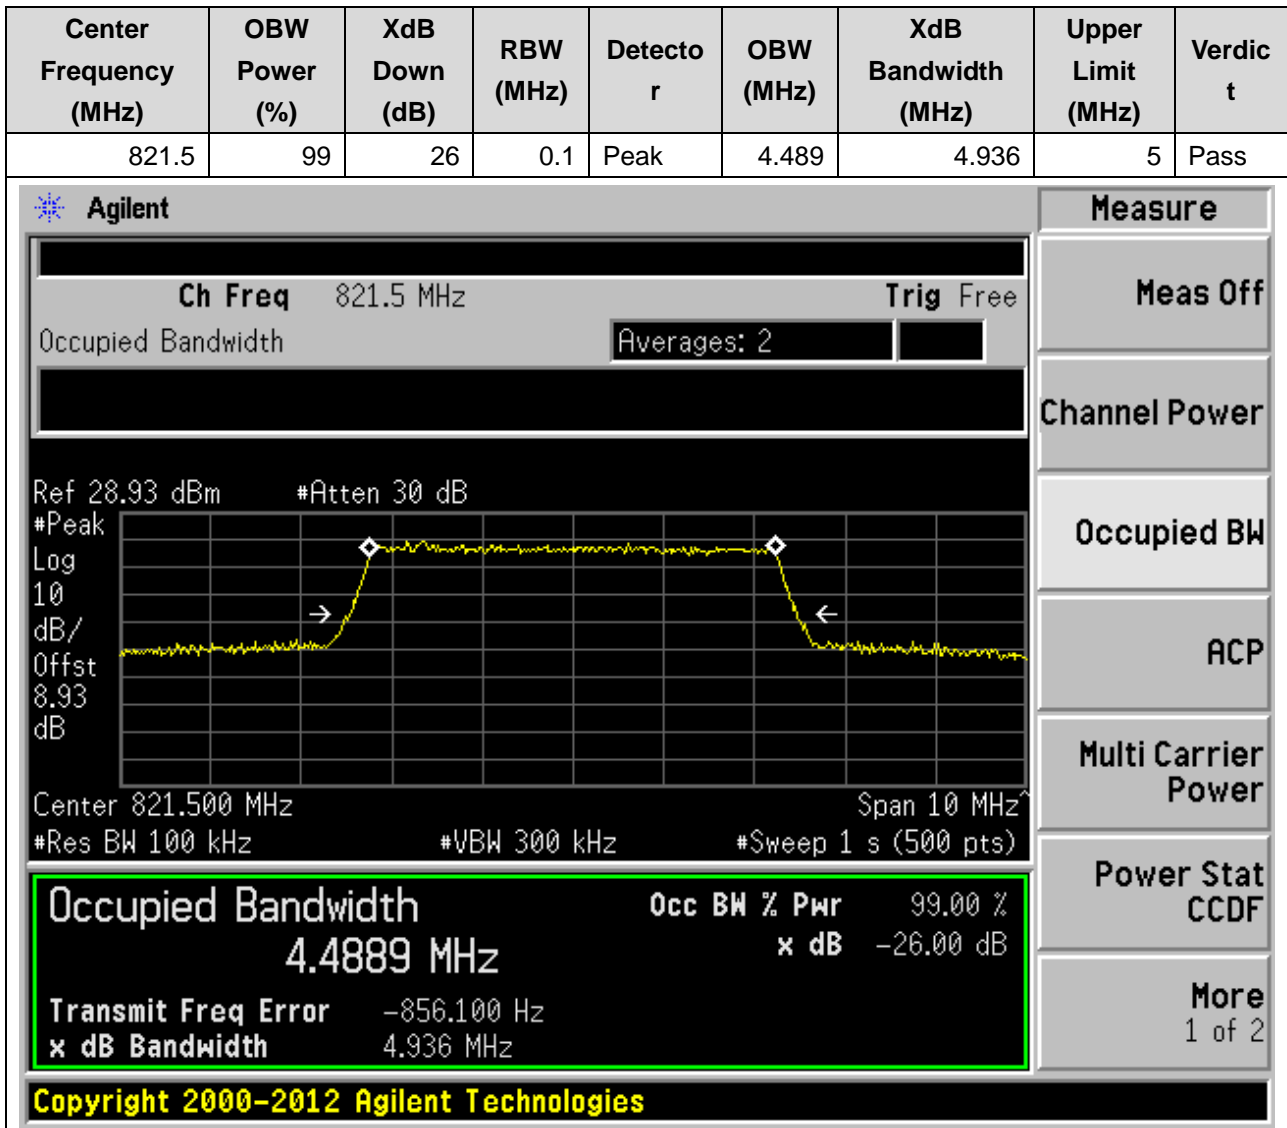 Center Frequency (MHz) OBW Power (%) XdB Down (dB) RBW (MHz) Detector OBW (MHz) XdB Bandwidth (MHz) Upper Limit (MHz) Verdict
821.5 99 26 0.1 Peak 4.489 4.936 5 Pass
Agilent
Measure
Ch Freq 821.5 MHz Trig Free
Occupied Bandwidth Averages: 2
Meas Off
Channel Power
Occupied BW
ACP
Multi Carrier
Power
Power Stat
CCDF
More
1 of 2
Ref 28.93 dBm #Atten 30 dB
#Peak
Log
10
dB/
Offst
8.93
dB
Center 821.500 MHz Span 10 MHz^
#Res BW 100 kHz #VBW 300 kHz #Sweep 1 s (500 pts)
Occupied Bandwidth Occ BW % Pwr 99.00 %
4.4889 MHz x dB -26.00 dB
Transmit Freq Error -856.100 Hz
x dB Bandwidth 4.936 MHz
Copyright 2000-2012 Agilent Technologies